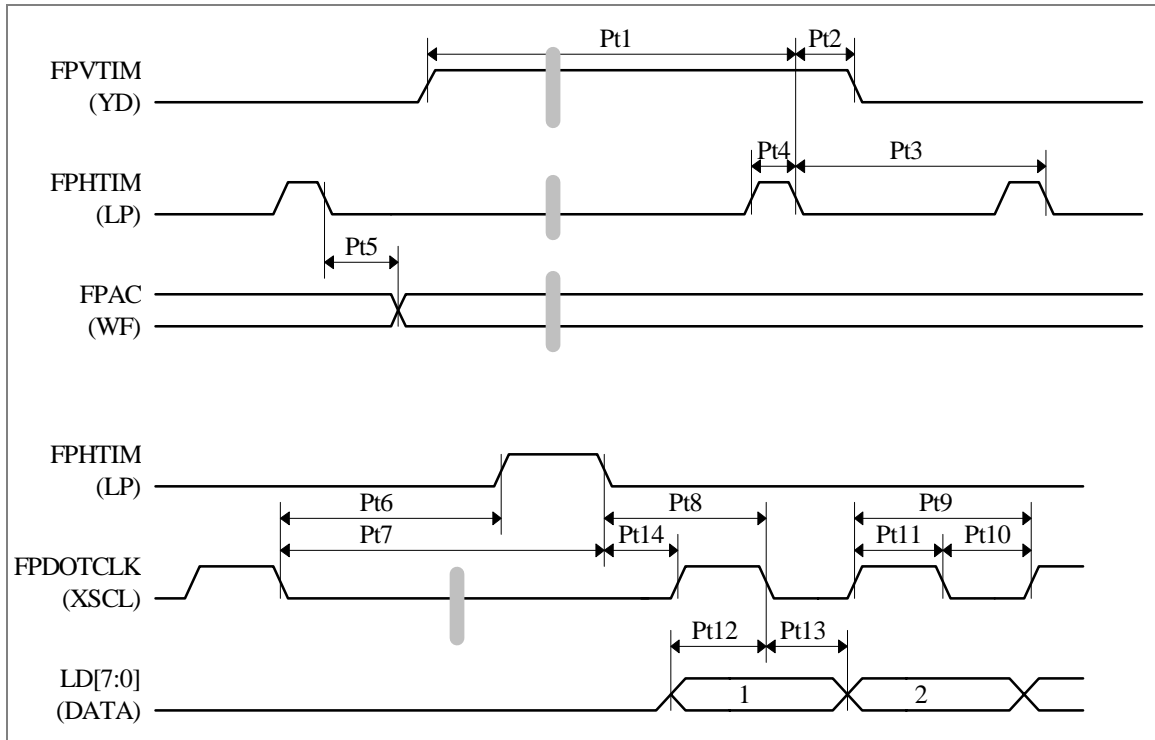 Pt1
Pt2
FPVTIM
(YD)
Pt4
Pt3
FPHTIM
(LP)
Pt5
FPAC
(WF)
FPHTIM
(LP)
Pt6
Pt8
Pt9
Pt7
Pt14
Pt11
Pt10
FPDOTCLK
(XSCL)
Pt12
Pt13
LD[7:0]
(DATA)
1
2